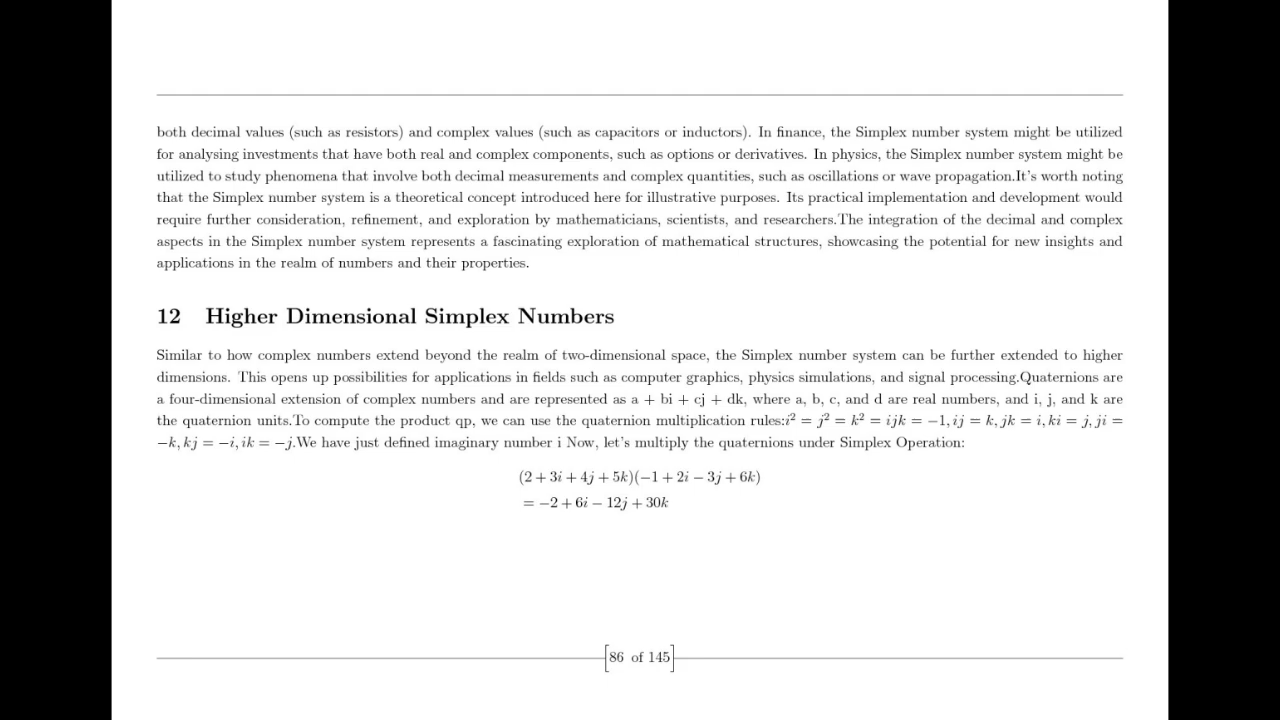 both decimal values (such as resistors) and complex values (such as capacitors or inductors). In finance, the Simplex number system might be utilized
for analysing investments that have both real and complex components, such as options or derivatives. In physics, the Simplex number system might be
utilized to study phenomena that involve both decimal measurements and complex quantities, such as oscillations or wave propagation.It's worth noting
that the Simplex number system is a theoretical concept introduced here for illustrative purposes. Its practical implementation and development would
require further consideration, refinement, and exploration by mathematicians, scientists, and researchers.The integration of the decimal and complex
aspects in the Simplex number system represents a fascinating exploration of mathematical structures, showcasing the potential for new insights and
applications in the realm of numbers and their properties.
12 Higher Dimensional Simplex Numbers
Similar to how complex numbers extend beyond the realm of two-dimensional space, the Simplex number system can be further extended to higher
dimensions. This opens up possibilities for applications in fields such as computer graphics, physics simulations, and signal processing.Quaternions are
a four-dimensional extension of complex numbers and are represented as a + bi + cj + dk, where a, b, c, and d are real numbers, and i, j, and k are
the quaternion units.To compute the product qp, we can use the quaternion multiplication rules:i² = j² = k² = ijk = −1, ij = k, jk = i, ki = j, ji =
−k, kj = −i, ik = −j.We have just defined imaginary number i Now, let's multiply the quaternions under Simplex Operation:
(2 + 3i + 4j + 5k)(−1 + 2i − 3j + 6k)
= −2 + 6i − 12j + 30k
[86 of 145]